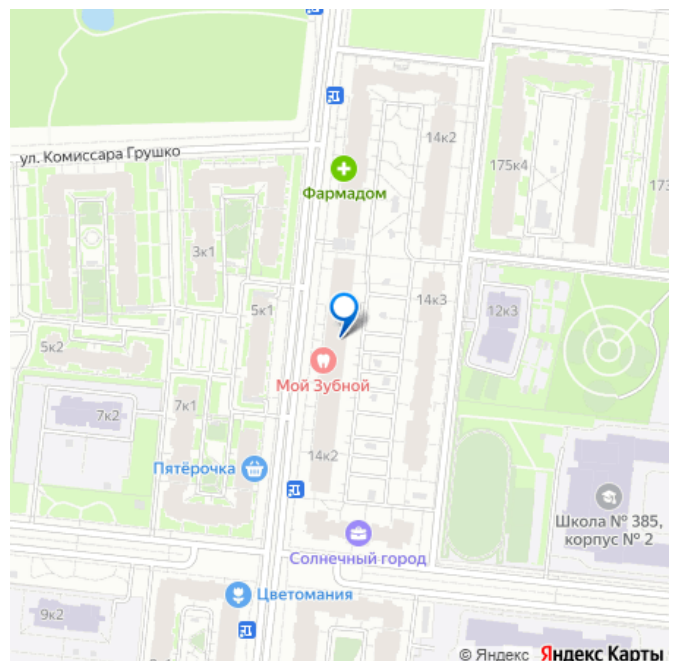 14к2
175к4
ул. Комиссара Грушко
Фармадом
173
3к1
14к3
5к1
12к3
5к2
Мой Зубной
7к2
7к1
14к2
Пятёрочка
Школа № 385,
корпус № 2
Солнечный город
Цветомания
9к2
© Яндекс Яндекс Карты